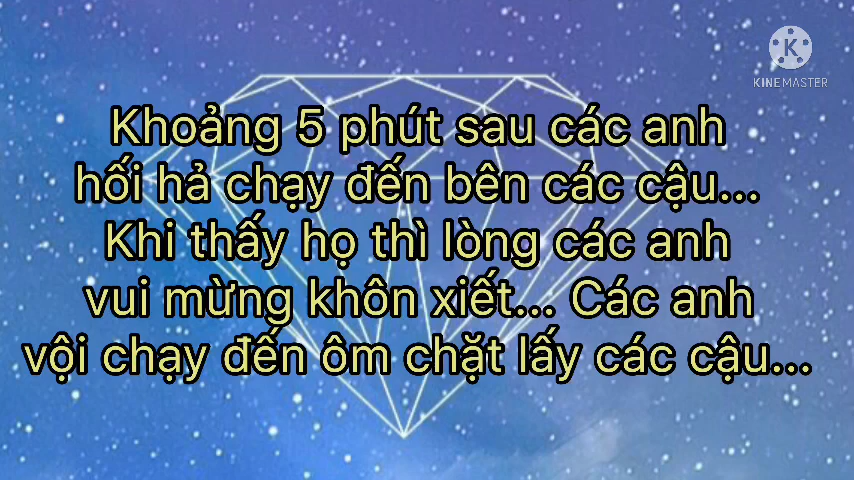 KINEMASTER
Khoảng 5 phút sau các anh
hối hả chạy đến bên các cậu...
Khi thấy họ thì lòng các anh
vui mừng khôn xiết... Các anh
vội chạy đến ôm chặt lấy các cậu...